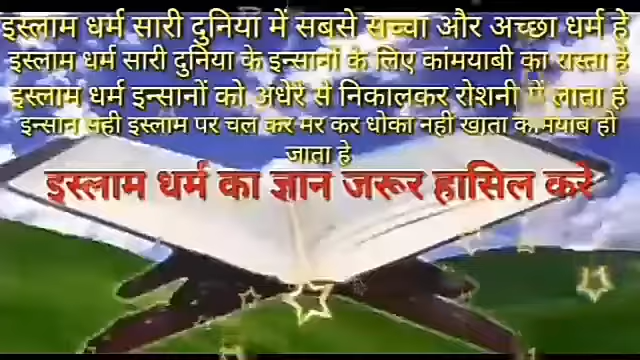 इस्लाम धर्म सारी दुनिया में सबसे सच्चा और अच्छा धर्म हे
इस्लाम धर्म सारी दुनिया के इन्सानों के लिए कांमयाबी का रास्ता हे
इस्लाम धर्म इन्सानों को अंधेरे से निकालकर रोशनी में लाता हे
इन्सान सही इस्लाम पर चल कर मर कर धोका नहीं खाता कामयाब हो
जाता हे
इस्लाम धर्म का ज्ञान जरूर हासिल करे